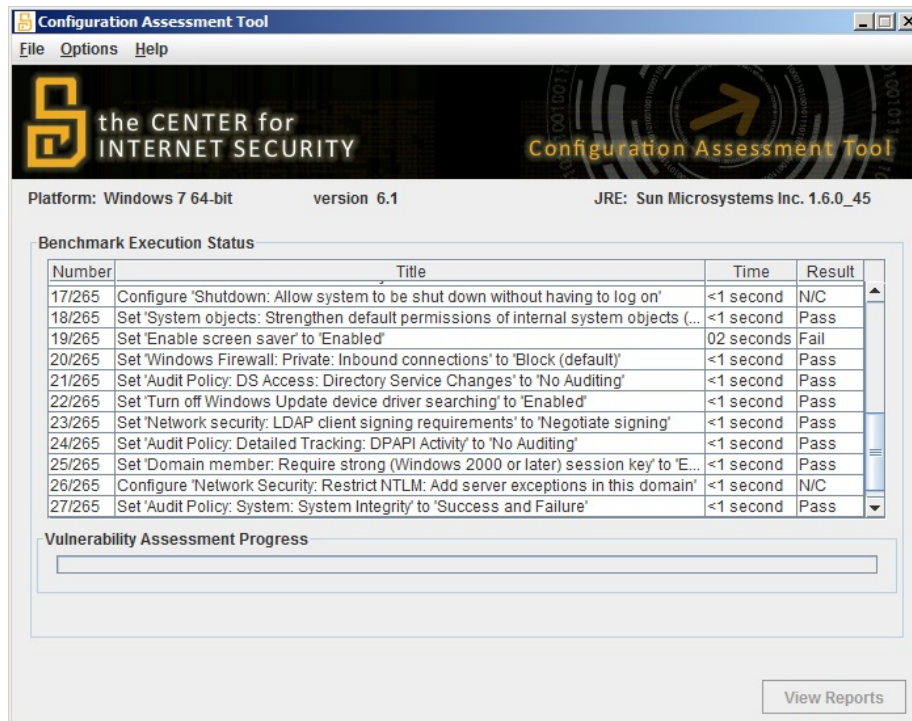 Configuration Assessment Tool
File Options Help
the CENTER for
INTERNET SECURITY
Configuration Assessment Tool
Platform: Windows 7 64-bit version 6.1 JRE: Sun Microsystems Inc. 1.6.0_45
Benchmark Execution Status
Number Title Time Result
17/265 Configure 'Shutdown: Allow system to be shut down without having to log on' <1 second N/C
18/265 Set 'System objects: Strengthen default permissions of internal system objects (... <1 second Pass
19/265 Set 'Enable screen saver' to 'Enabled' 02 seconds Fail
20/265 Set 'Windows Firewall: Private: Inbound connections' to 'Block (default)' <1 second Pass
21/265 Set 'Audit Policy: DS Access: Directory Service Changes' to 'No Auditing' <1 second Pass
22/265 Set 'Turn off Windows Update device driver searching' to 'Enabled' <1 second Pass
23/265 Set 'Network security: LDAP client signing requirements' to 'Negotiate signing' <1 second Pass
24/265 Set 'Audit Policy: Detailed Tracking: DPAPI Activity' to 'No Auditing' <1 second Pass
25/265 Set 'Domain member: Require strong (Windows 2000 or later) session key' to 'E... <1 second Pass
26/265 Configure 'Network Security: Restrict NTLM: Add server exceptions in this domain' <1 second N/C
27/265 Set 'Audit Policy: System: System Integrity' to 'Success and Failure' <1 second Pass
Vulnerability Assessment Progress
View Reports